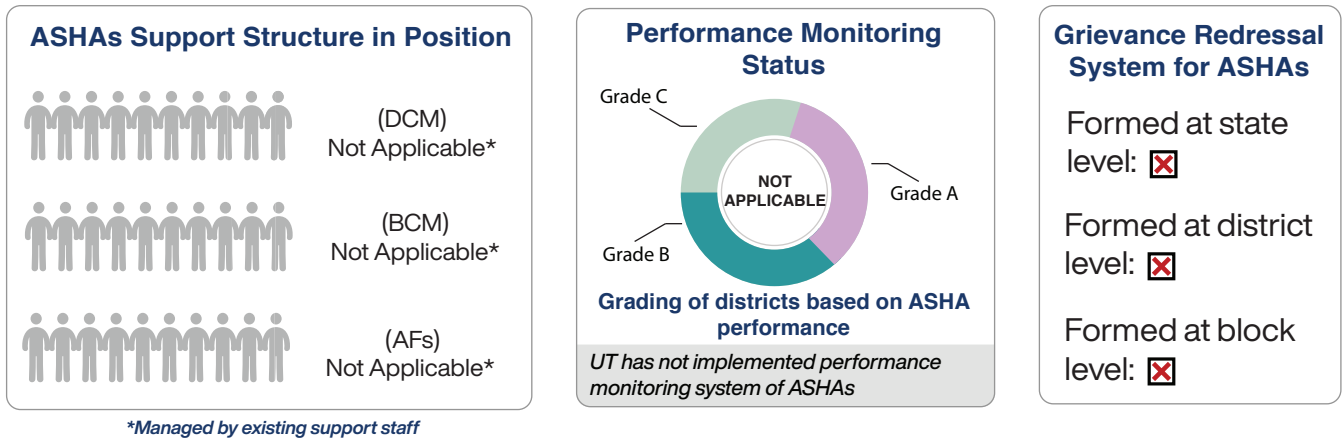 ASHAs Support Structure in Position
(DCM)
Not Applicable*
(BCM)
Not Applicable*
(AFs)
Not Applicable*
*Managed by existing support staff
Performance Monitoring
Status
Grade C
NOT
APPLICABLE
Grade A
Grade B
Grading of districts based on ASHA
performance
UT has not implemented performance
monitoring system of ASHAs
Grievance Redressal
System for ASHAs
Formed at state
level:
Formed at district
level:
Formed at block
level: